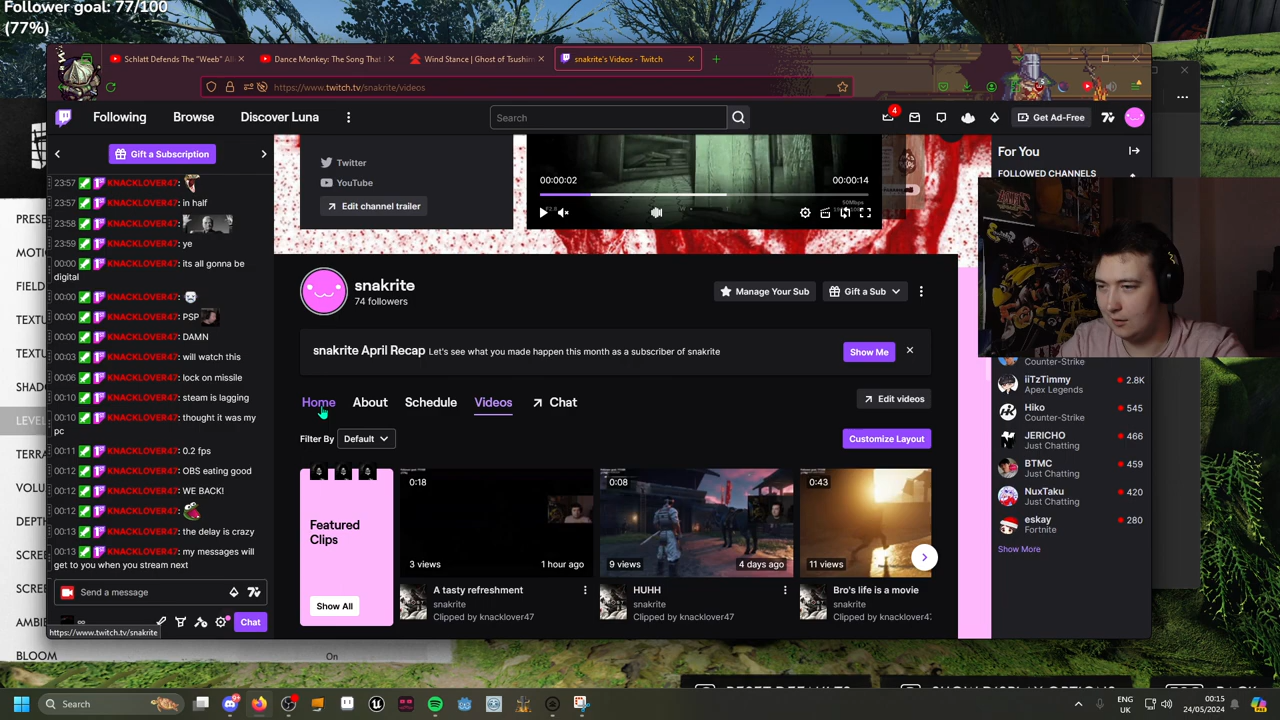 Follower goal: 77/100
(77%)
Schlatt Defends The "Weeb" A
Dance Monkey: The Song That
Wind Stance | Ghost of Tsushim
snakrite's Videos - Twitch
https://www.twitch.tv/snakrite/videos
Following
Browse
Discover Luna
Search
4
Get Ad-Free
Gift a Subscription
23:57 KNACKLOVER47:
23:57 KNACKLOVER47: in half
23:58 KNACKLOVER47:
23:59 KNACKLOVER47: ye
00:00 KNACKLOVER47: its all gonna be
digital
00:00 KNACKLOVER47:
00:00 KNACKLOVER47: PSP
00:00 KNACKLOVER47: DAMN
00:03 KNACKLOVER47: will watch this
00:06 KNACKLOVER47: lock on missile
00:10 KNACKLOVER47: steam is lagging
00:10 KNACKLOVER47: thought it was my
pc
00:11 KNACKLOVER47: 0.2 fps
00:12 KNACKLOVER47: OBS eating good
00:12 KNACKLOVER47: WE BACK!
00:12 KNACKLOVER47:
00:13 KNACKLOVER47: the delay is crazy
00:13 KNACKLOVER47: my messages will
get to you when you stream next
Send a message
Chat
https://www.twitch.tv/snakrite
Twitter
YouTube
Edit channel trailer
00:00:02
00:00:14
snakrite
74 followers
Manage Your Sub
Gift a Sub
snakrite April Recap Let's see what you made happen this month as a subscriber of snakrite
Show Me
Home
About
Schedule
Videos
Chat
Edit videos
Filter By
Default
Customize Layout
Featured
Clips
Show All
0:18
3 views
1 hour ago
A tasty refreshment
snakrite
Clipped by knacklover47
0:08
9 views
4 days ago
HUHH
snakrite
Clipped by knacklover47
0:43
11 views
Bro's life is a movie
snakrite
Clipped by knacklover47
For You
FOLLOWED CHANNELS
Counter-Strike
iiTzTimmy
2.8K
Apex Legends
Hiko
545
Counter-Strike
JERICHO
466
Just Chatting
BTMC
459
Just Chatting
NuxTaku
420
Just Chatting
eskay
280
Fortnite
Show More
PRESE
MOTI
FIELD
TEXTU
TEXTU
SHAD
LEVEL
TERRA
VOLU
DEPTH
SCREE
SCREE
AMBIE
BLOOM
On
RESET DEFAULTS
SHOW DISPLAY OPTIONS
BACK
Search
ENG
UK
00:15
24/05/2024